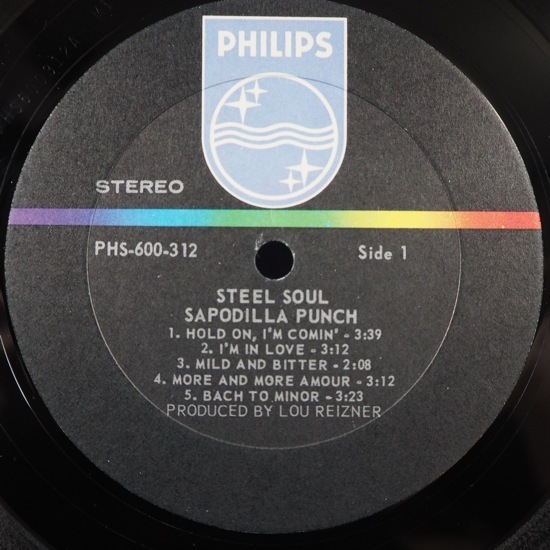 PHILIPS
STEREO
PHS-600-312 Side 1
STEEL SOUL
SAPODILLA PUNCH
1. HOLD ON, I'M COMIN' - 3:39
2. I'M IN LOVE - 3:12
3. MILD AND BITTER - 2:08
4. MORE AND MORE AMOUR - 3:12
5. BACH TO MINOR - 3:23
PRODUCED BY LOU REIZNER